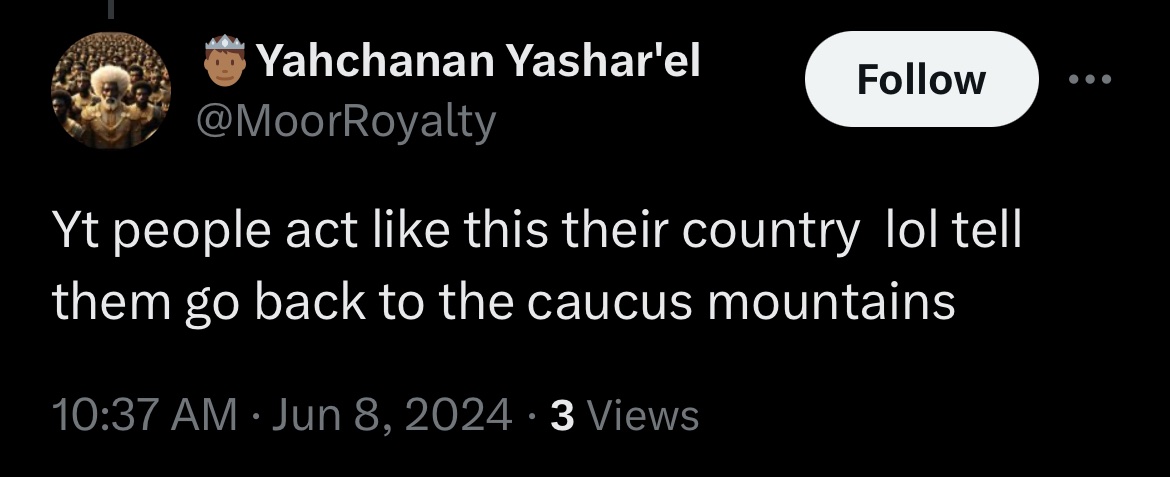 🤴🏽Yahchanan Yashar'el
Follow
@MoorRoyalty
Yt people act like this their country  lol tell
them go back to the caucus mountains
10:37 AM · Jun 8, 2024 · 3 Views